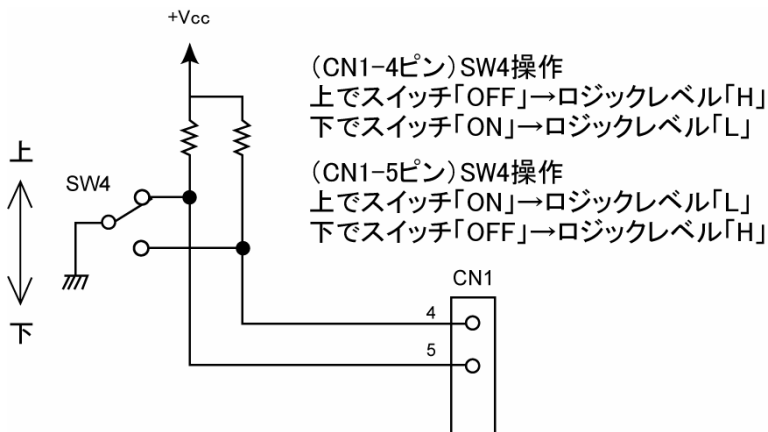 +Vcc
(CN1-4ピン)SW4操作
上でスイッチ「OFF」→ロジックレベル「H」
下でスイッチ「ON」→ロジックレベル「L」
(CN1-5ピン)SW4操作
上でスイッチ「ON」→ロジックレベル「L」
下でスイッチ「OFF」→ロジックレベル「H」
上
SW4
下
CN1
4
5